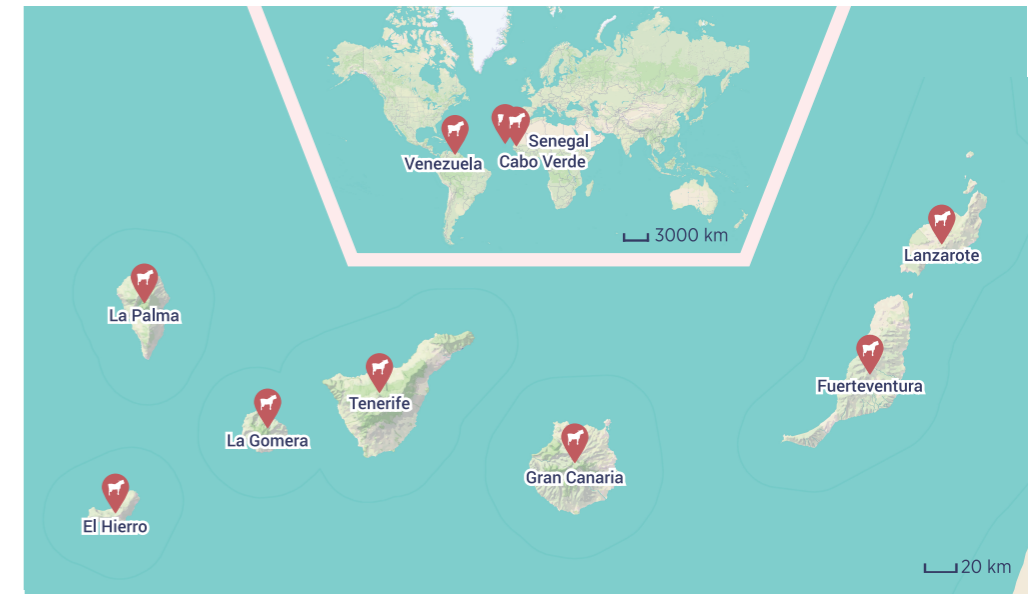 Senegal
Venezuela
Cabo Verde
3000 km
Lanzarote
La Palma
Fuerteventura
Tenerife
La Gomera
Gran Canaria
El Hierro
20 km